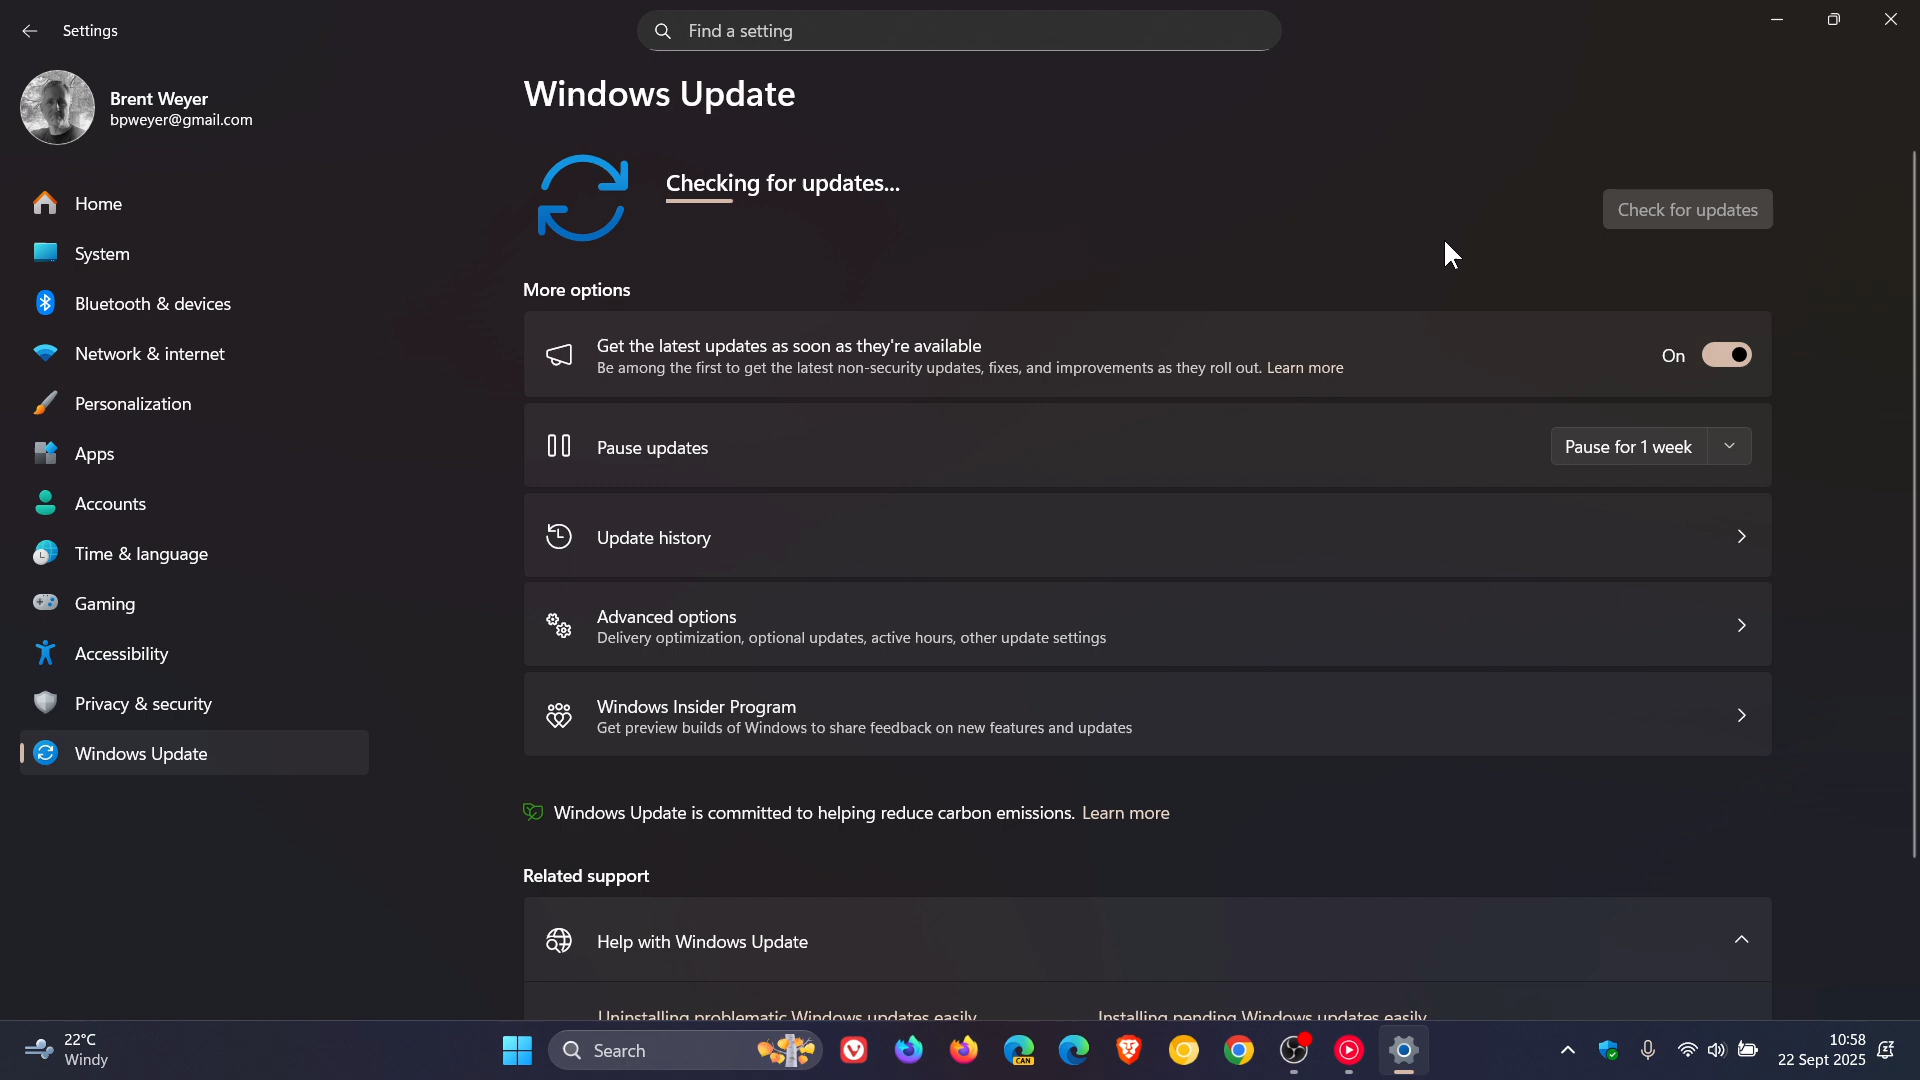 Settings
Find a setting
Brent Weyer
bpweyer@gmail.com
Home
System
Bluetooth & devices
Network & internet
Personalization
Apps
Accounts
Time & language
Gaming
Accessibility
Privacy & security
Windows Update
Windows Update
Checking for updates...
Check for updates
More options
Get the latest updates as soon as they're available
Be among the first to get the latest non-security updates, fixes, and improvements as they roll out. Learn more
On
Pause updates
Pause for 1 week
Update history
Advanced options
Delivery optimization, optional updates, active hours, other update settings
Windows Insider Program
Get preview builds of Windows to share feedback on new features and updates
Windows Update is committed to helping reduce carbon emissions. Learn more
Related support
Help with Windows Update
Uninstalling problematic Windows updates easily
Installing pending Windows updates easily
22°C
Windy
Search
CAN
10:58
22 Sept 2025